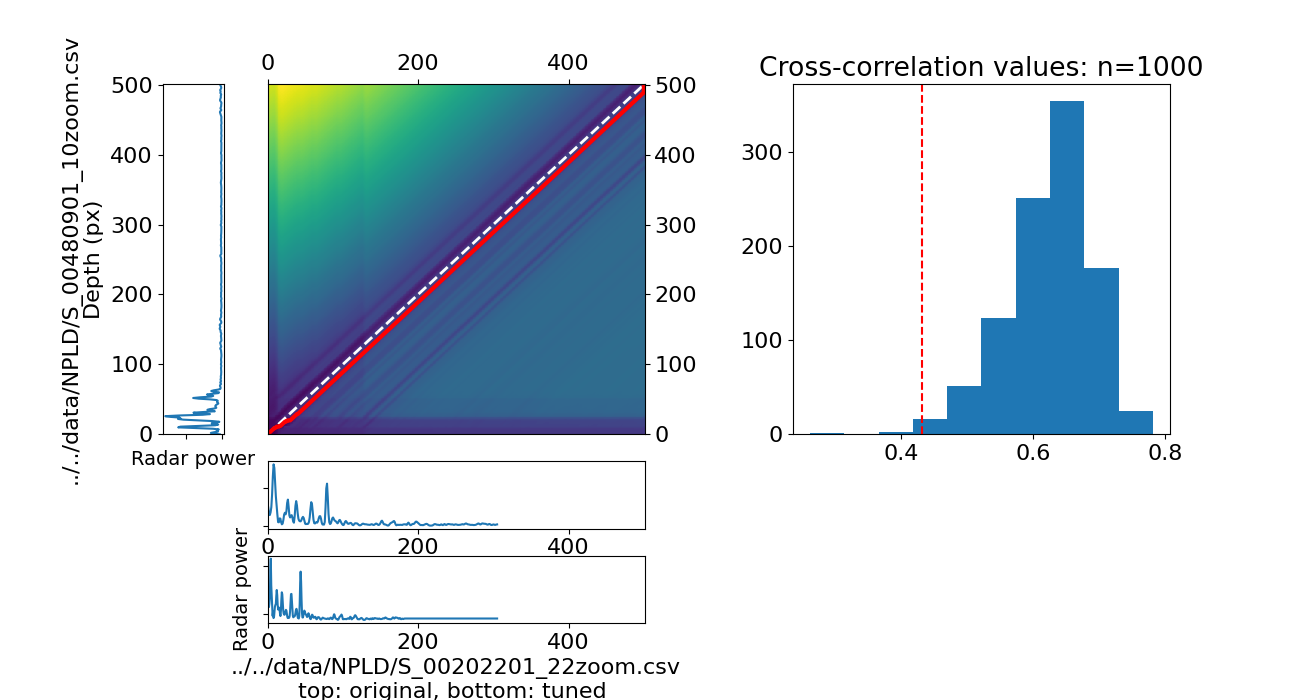 0 200 400
Cross-correlation values: n=1000
../../data/NPLD/S_00480901_10zoom.csv
Depth (px)
500
400
300
200
100
0
500
400
300
200
100
0
300
200
100
0
0.4 0.6 0.8
Radar power
0 200 400
Radar power
0 200 400
../../data/NPLD/S_00202201_22zoom.csv
top: original, bottom: tuned